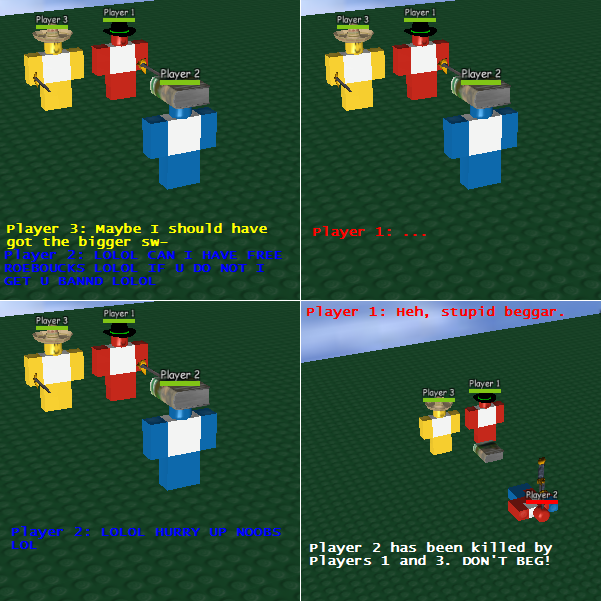 Player 3
Player 1
Player 2
Player 3: Maybe I should have
got the bigger sw-
Player 2: LOLOL CAN I HAVE FREE
ROEBOUCKS LOLOL IF U DO NOT I
GET U BANND LOLOL
Player 3
Player 1
Player 2
Player 1: ...
Player 3
Player 1
Player 2
Player 2: LOLOL HURRY UP NOOBS
LOL
Player 1: Heh, stupid beggar.
Player 3
Player 1
Player 2
Player 2 has been killed by
Players 1 and 3. DON'T BEG!